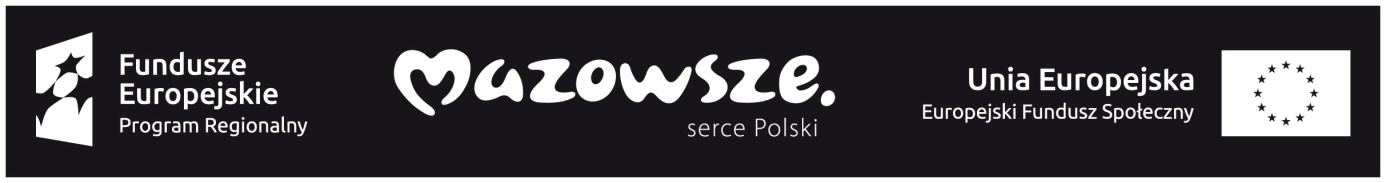 Fundusze
Europejskie
Program Regionalny
mazowsze.
serce Polski
Unia Europejska
Europejski Fundusz Społeczny